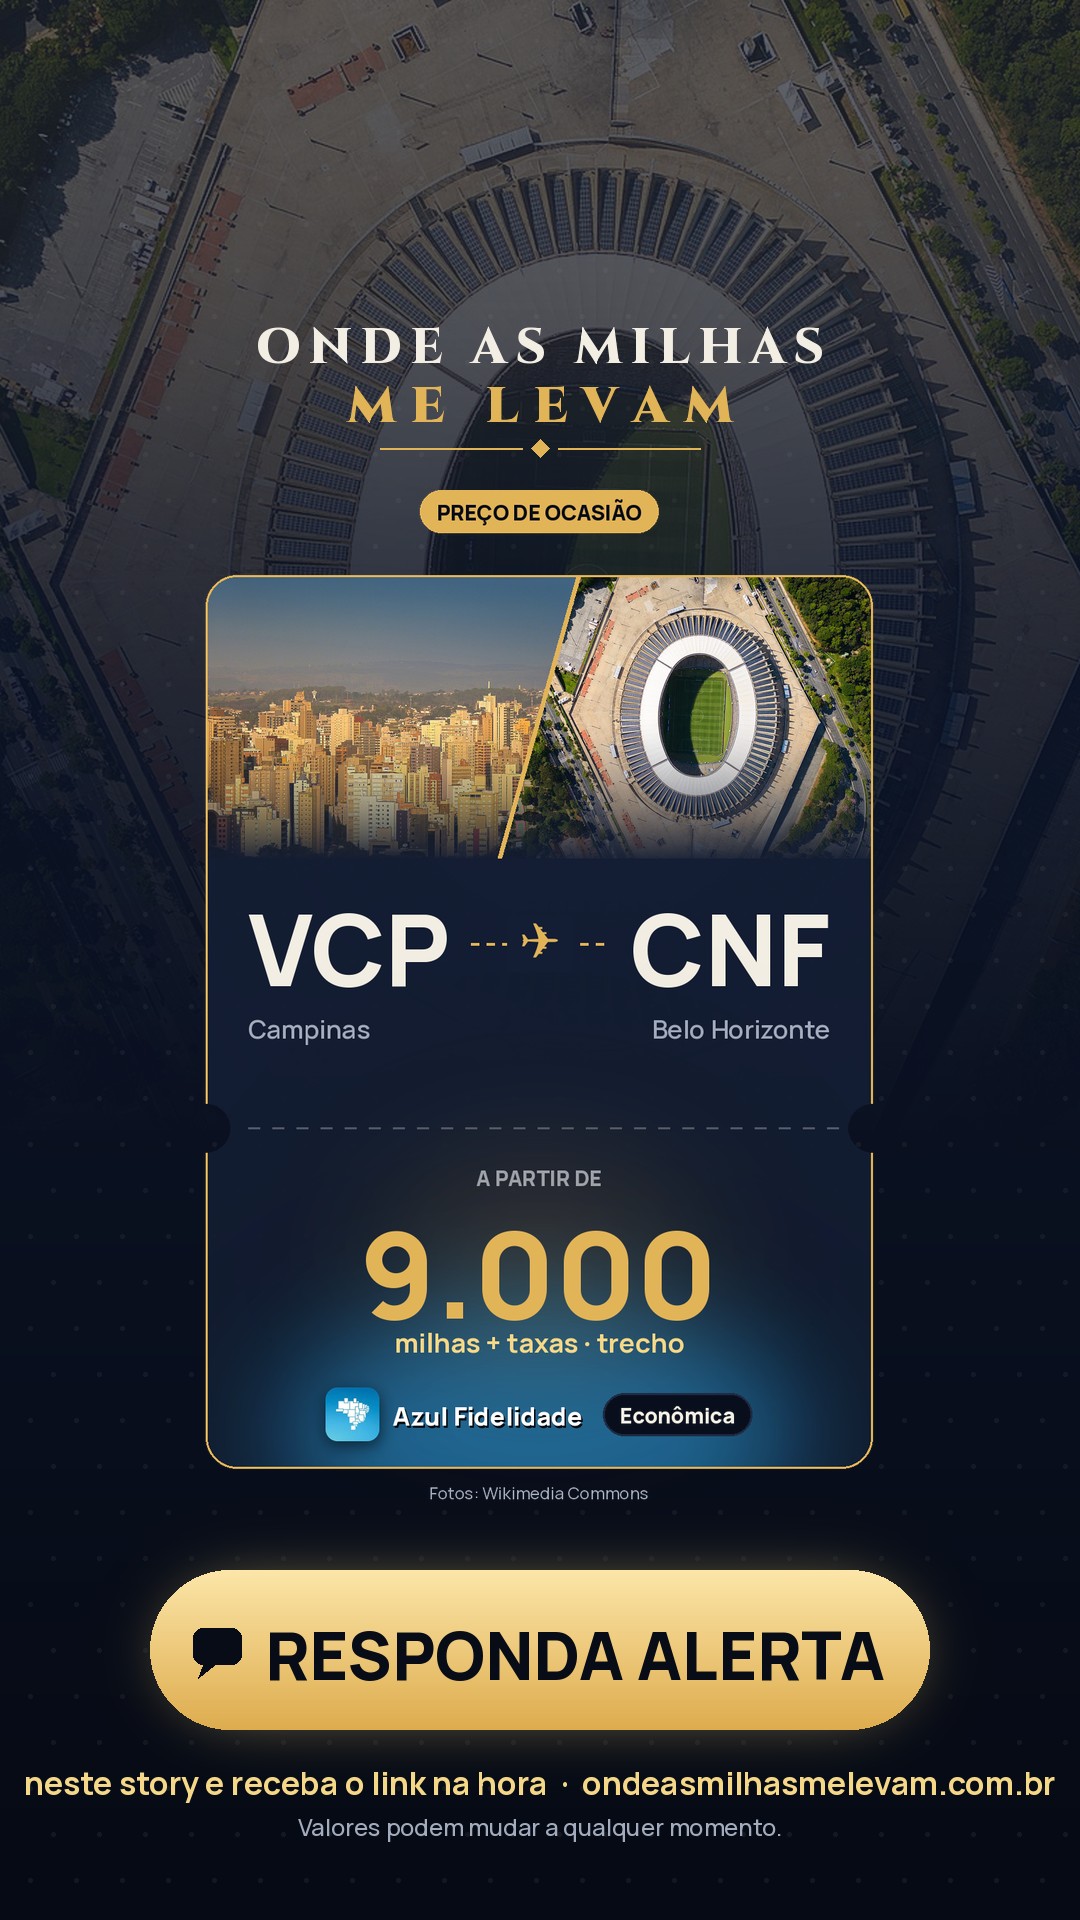 ONDE AS MILHAS
ME LEVAM
PREÇO DE OCASIÃO
VCP
CNF
Campinas
Belo Horizonte
A PARTIR DE
9.000
milhas + taxas · trecho
Azul Fidelidade
Econômica
Fotos: Wikimedia Commons
RESPONDA ALERTA
neste story e receba o link na hora · ondeasmilhasmelevam.com.br
Valores podem mudar a qualquer momento.